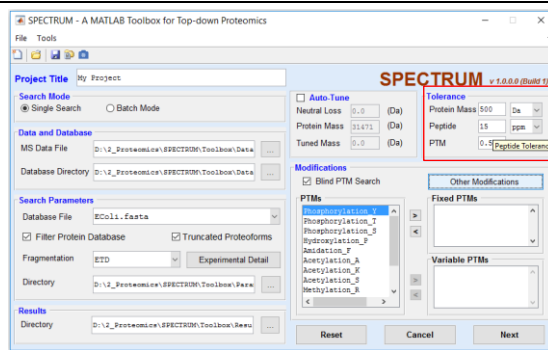 SPECTRUM - A MATLAB Toolbox for Top-down Proteomics
File Tools
Project Title My Project
SPECTRUM v 1.0.0.0 (Build 1)
Search Mode
Single Search Batch Mode
Data and Database
MS Data File D:\2_Proteomics\SPECTRUM\Toolbox\Data ...
Database Directory D:\2_Proteomics\SPECTRUM\Toolbox\Data ...
Search Parameters
Database File EColi.fasta
Filter Protein Database Truncated Proteoforms
Fragmentation ETD Experimental Detail
Directory D:\2_Proteomics\SPECTRUM\Toolbox\Para ...
Results
Directory D:\2_Proteomics\SPECTRUM\Toolbox\Resu ...
Auto-Tune
Neutral Loss 0.0 (Da)
Protein Mass 31671 (Da)
Tuned Mass 0.0 (Da)
Tolerance
Protein Mass 500 Da
Peptide 15 ppm
PTM 0.5 Peptide Toleranc
Modifications
Blind PTM Search Other Modifications
PTMs
Phosphorylation_Y
Phosphorylation_T
Phosphorylation_S
Hydroxylation_P
Amidation_F
Acetylation_A
Acetylation_K
Acetylation_S
Methylation_R
>
<
>
<
Fixed PTMs
Variable PTMs
Reset Cancel Next